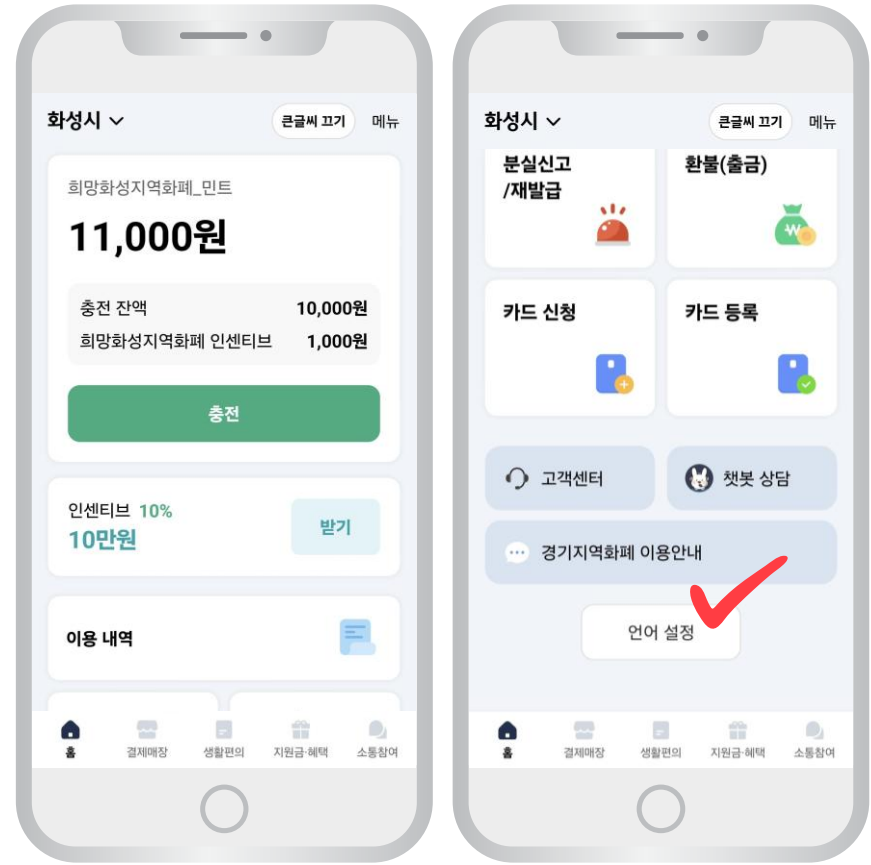 화성시
큰글씨 끄기
메뉴
희망화성지역화폐_민트
11,000원
충전 잔액 10,000원
희망화성지역화폐 인센티브 1,000원
충전
인센티브 10%
10만원
받기
이용 내역
홈 결제매장 생활편의 지원금·혜택 소통참여
화성시
큰글씨 끄기
메뉴
분실신고
/재발급
환불(출금)
카드 신청
카드 등록
고객센터
챗봇 상담
경기지역화폐 이용안내
언어 설정
홈 결제매장 생활편의 지원금·혜택 소통참여